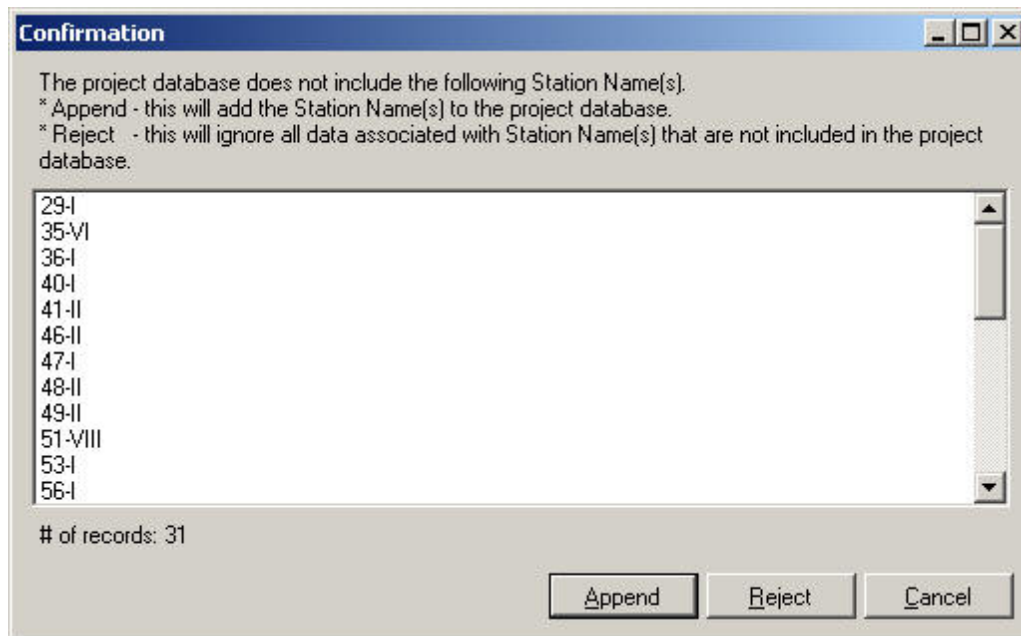 Confirmation
The project database does not include the following Station Name(s).
* Append - this will add the Station Name(s) to the project database.
* Reject - this will ignore all data associated with Station Name(s) that are not included in the project
database.
29-I
35-VI
36-I
40-I
41-II
46-II
47-I
48-II
49-II
51-VIII
53-I
56-I
# of records: 31
Append Reject Cancel